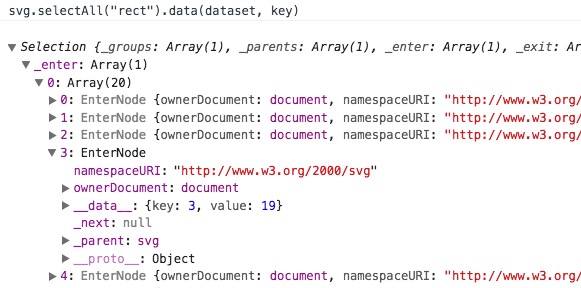 svg.selectAll("rect").data(dataset, key)
▼ Selection {_groups: Array(1), _parents: Array(1), _enter: Array(1), _exit: Ar
▼ _enter: Array(1)
▼ 0: Array(20)
▶ 0: EnterNode {ownerDocument: document, namespaceURI: "http://www.w3.org/
▶ 1: EnterNode {ownerDocument: document, namespaceURI: "http://www.w3.org/
▶ 2: EnterNode {ownerDocument: document, namespaceURI: "http://www.w3.org/
▼ 3: EnterNode
namespaceURI: "http://www.w3.org/2000/svg"
▶ ownerDocument: document
▶ __data__: {key: 3, value: 19}
_next: null
▶ _parent: svg
▶ __proto__: Object
▶ 4: EnterNode {ownerDocument: document, namespaceURI: "http://www.w3.org/